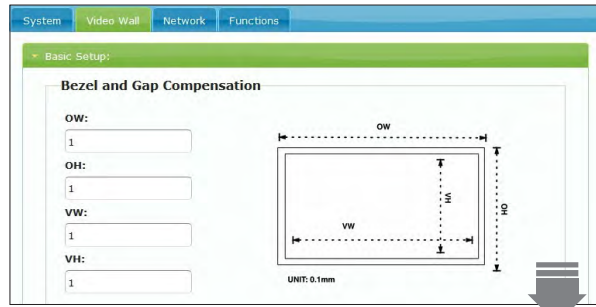 System Video Wall Network Functions
Basic Setup:
Bezel and Gap Compensation
OW:
1
OH:
1
VW:
1
VH:
1
OW
VH
OH
VW
UNIT: 0.1mm